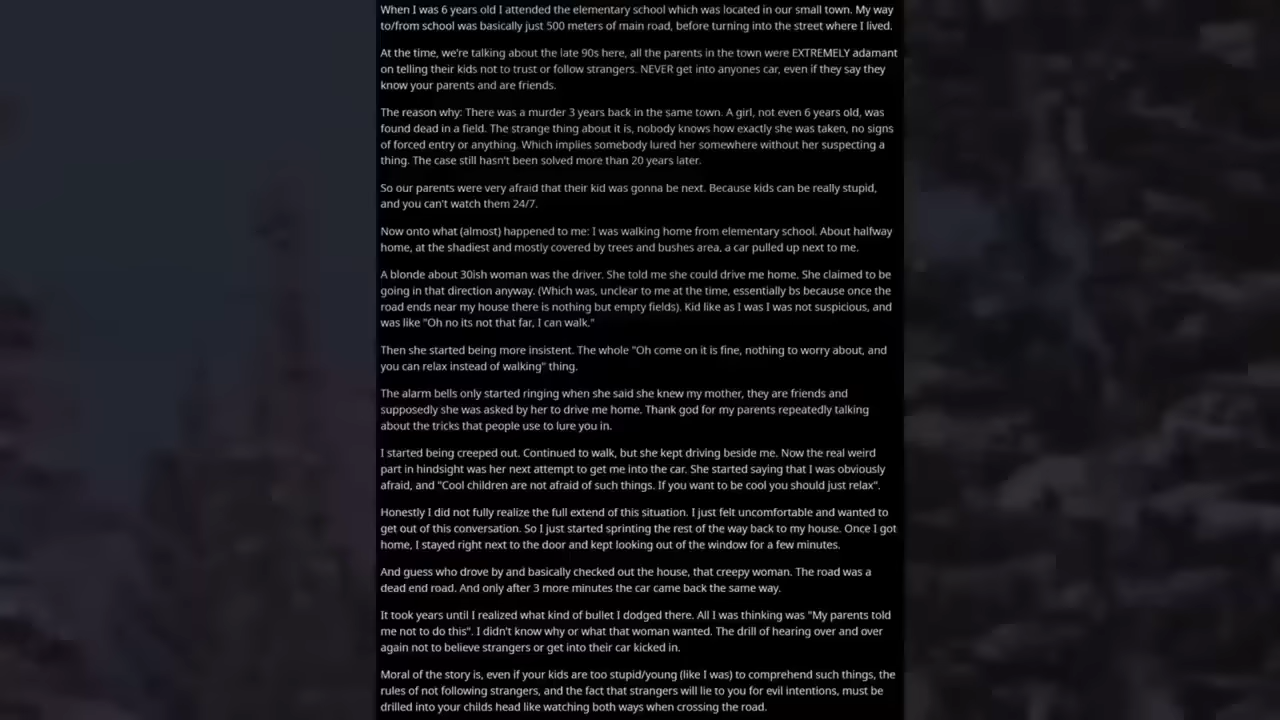 When I was 6 years old I attended the elementary school which was located in our small town. My way
to/from school was basically just 500 meters of main road, before turning into the street where I lived.
At the time, we're talking about the late 90s here, all the parents in the town were EXTREMELY adamant
on telling their kids not to trust or follow strangers. NEVER get into anyones car, even if they say they
know your parents and are friends.
The reason why: There was a murder 3 years back in the same town. A girl, not even 6 years old, was
found dead in a field. The strange thing about it is, nobody knows how exactly she was taken, no signs
of forced entry or anything. Which implies somebody lured her somewhere without her suspecting a
thing. The case still hasn't been solved more than 20 years later.
So our parents were very afraid that their kid was gonna be next. Because kids can be really stupid,
and you can't watch them 24/7.
Now onto what (almost) happened to me: I was walking home from elementary school. About halfway
home, at the shadiest and mostly covered by trees and bushes area, a car pulled up next to me.
A blonde about 30ish woman was the driver. She told me she could drive me home. She claimed to be
going in that direction anyway. (Which was, unclear to me at the time, essentially bs because once the
road ends near my house there is nothing but empty fields). Kid like as I was I was not suspicious, and
was like "Oh no its not that far, I can walk."
Then she started being more insistent. The whole "Oh come on it is fine, nothing to worry about, and
you can relax instead of walking" thing.
The alarm bells only started ringing when she said she knew my mother, they are friends and
supposedly she was asked by her to drive me home. Thank god for my parents repeatedly talking
about the tricks that people use to lure you in.
I started being creeped out. Continued to walk, but she kept driving beside me. Now the real weird
part in hindsight was her next attempt to get me into the car. She started saying that I was obviously
afraid, and "Cool children are not afraid of such things. If you want to be cool you should just relax".
Honestly I did not fully realize the full extend of this situation. I just felt uncomfortable and wanted to
get out of this conversation. So I just started sprinting the rest of the way back to my house. Once I got
home, I stayed right next to the door and kept looking out of the window for a few minutes.
And guess who drove by and basically checked out the house, that creepy woman. The road was a
dead end road. And only after 3 more minutes the car came back the same way.
It took years until I realized what kind of bullet I dodged there. All I was thinking was "My parents told
me not to do this". I didn't know why or what that woman wanted. The drill of hearing over and over
again not to believe strangers or get into their car kicked in.
Moral of the story is, even if your kids are too stupid/young (like I was) to comprehend such things, the
rules of not following strangers, and the fact that strangers will lie to you for evil intentions, must be
drilled into your childs head like watching both ways when crossing the road.